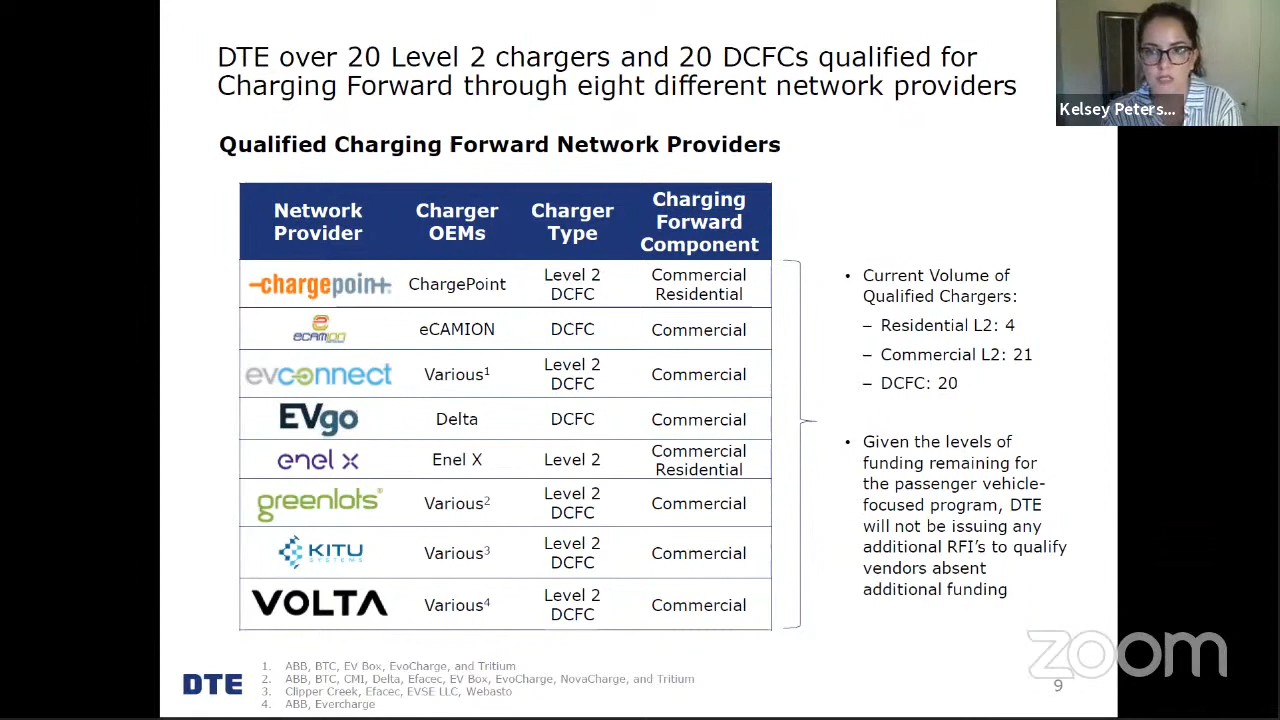 DTE over 20 Level 2 chargers and 20 DCFCs qualified for
Charging Forward through eight different network providers
Kelsey Peters...
Qualified Charging Forward Network Providers
Network Provider Charger OEMs Charger Type Charging Forward Component
chargepoin+ ChargePoint Level 2 DCFC Commercial Residential
eCAMION eCAMION DCFC Commercial
evconnect Various1 Level 2 DCFC Commercial
EVgo Delta DCFC Commercial
enel x Enel X Level 2 Commercial Residential
greenlots® Various2 Level 2 DCFC Commercial
KITU SYSTEMS Various3 Level 2 DCFC Commercial
VOLTA Various4 Level 2 DCFC Commercial
• Current Volume of
Qualified Chargers:
– Residential L2: 4
– Commercial L2: 21
– DCFC: 20
• Given the levels of
funding remaining for
the passenger vehicle-
focused program, DTE
will not be issuing any
additional RFI's to qualify
vendors absent
additional funding
DTE
1. ABB, BTC, EV Box, EvoCharge, and Tritium
2. ABB, BTC, CMI, Delta, Efacec, EV Box, EvoCharge, NovaCharge, and Tritium
3. Clipper Creek, Efacec, EVSE LLC, Webasto
4. ABB, Evercharge
zoom
9